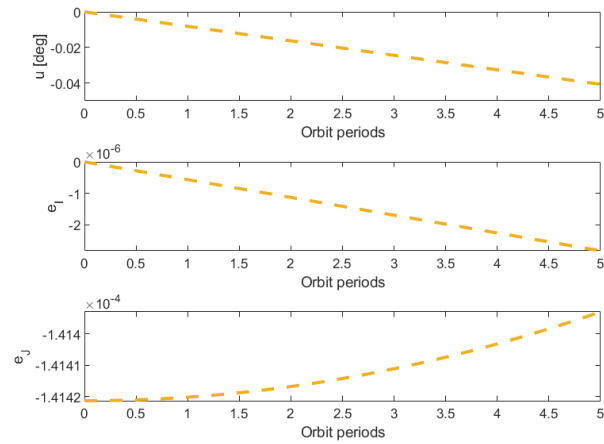 0
-0.02
-0.04
u [deg]
0 0.5 1 1.5 2 2.5 3 3.5 4 4.5 5
Orbit periods
×10^-6
0
-1
-2
e_I
0 0.5 1 1.5 2 2.5 3 3.5 4 4.5 5
Orbit periods
×10^-4
-1.414
-1.4141
-1.4142
e_J
0 0.5 1 1.5 2 2.5 3 3.5 4 4.5 5
Orbit periods